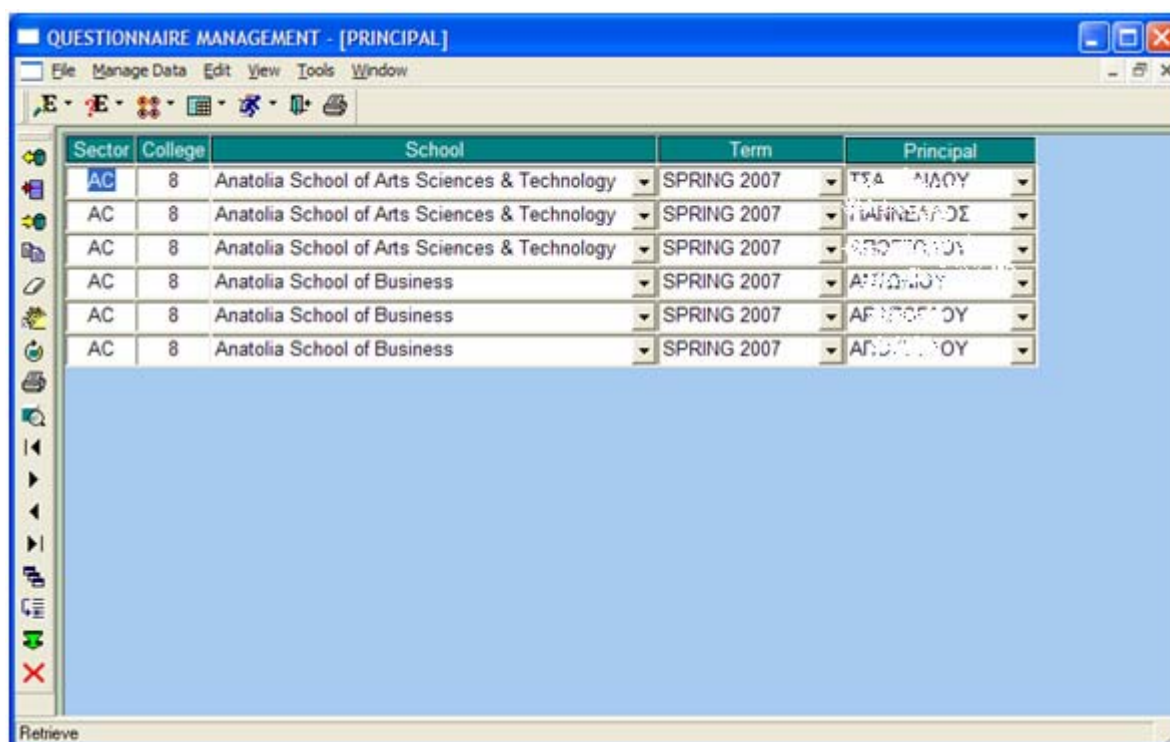 QUESTIONNAIRE MANAGEMENT - [PRINCIPAL]
File Manage Data Edit View Tools Window
Sector College School Term Principal
AC 8 Anatolia School of Arts Sciences & Technology SPRING 2007
AC 8 Anatolia School of Arts Sciences & Technology SPRING 2007
AC 8 Anatolia School of Arts Sciences & Technology SPRING 2007
AC 8 Anatolia School of Business SPRING 2007
AC 8 Anatolia School of Business SPRING 2007
AC 8 Anatolia School of Business SPRING 2007
Retrieve